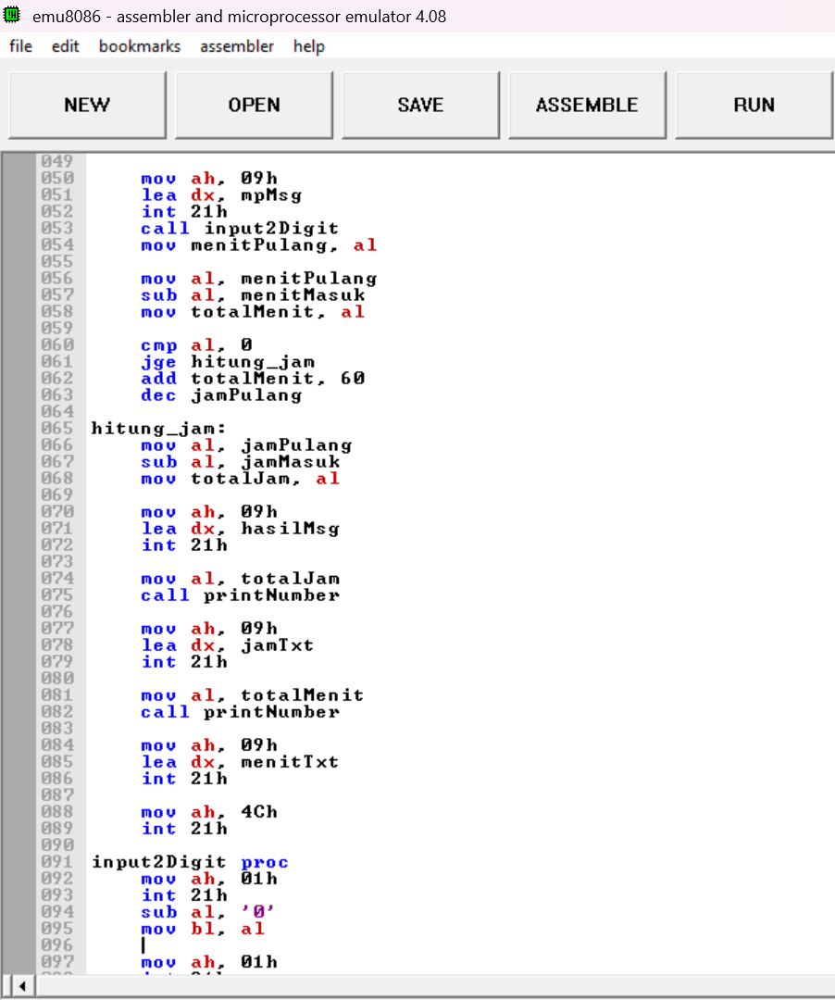 emu8086 - assembler and microprocessor emulator 4.08
file edit bookmarks assembler help
NEW OPEN SAVE ASSEMBLE RUN
049
050 mov ah, 09h
051 lea dx, mpMsg
052 int 21h
053 call input2Digit
054 mov menitPulang, al
055
056 mov al, menitPulang
057 sub al, menitMasuk
058 mov totalMenit, al
059
060 cmp al, 0
061 jge hitung_jam
062 add totalMenit, 60
063 dec jamPulang
064
065 hitung_jam:
066 mov al, jamPulang
067 sub al, jamMasuk
068 mov totalJam, al
069
070 mov ah, 09h
071 lea dx, hasilMsg
072 int 21h
073
074 mov al, totalJam
075 call printNumber
076
077 mov ah, 09h
078 lea dx, jamTxt
079 int 21h
080
081 mov al, totalMenit
082 call printNumber
083
084 mov ah, 09h
085 lea dx, menitTxt
086 int 21h
087
088 mov ah, 4Ch
089 int 21h
090
091 input2Digit proc
092 mov ah, 01h
093 int 21h
094 sub al, '0'
095 mov bl, al
096
097 mov ah, 01h